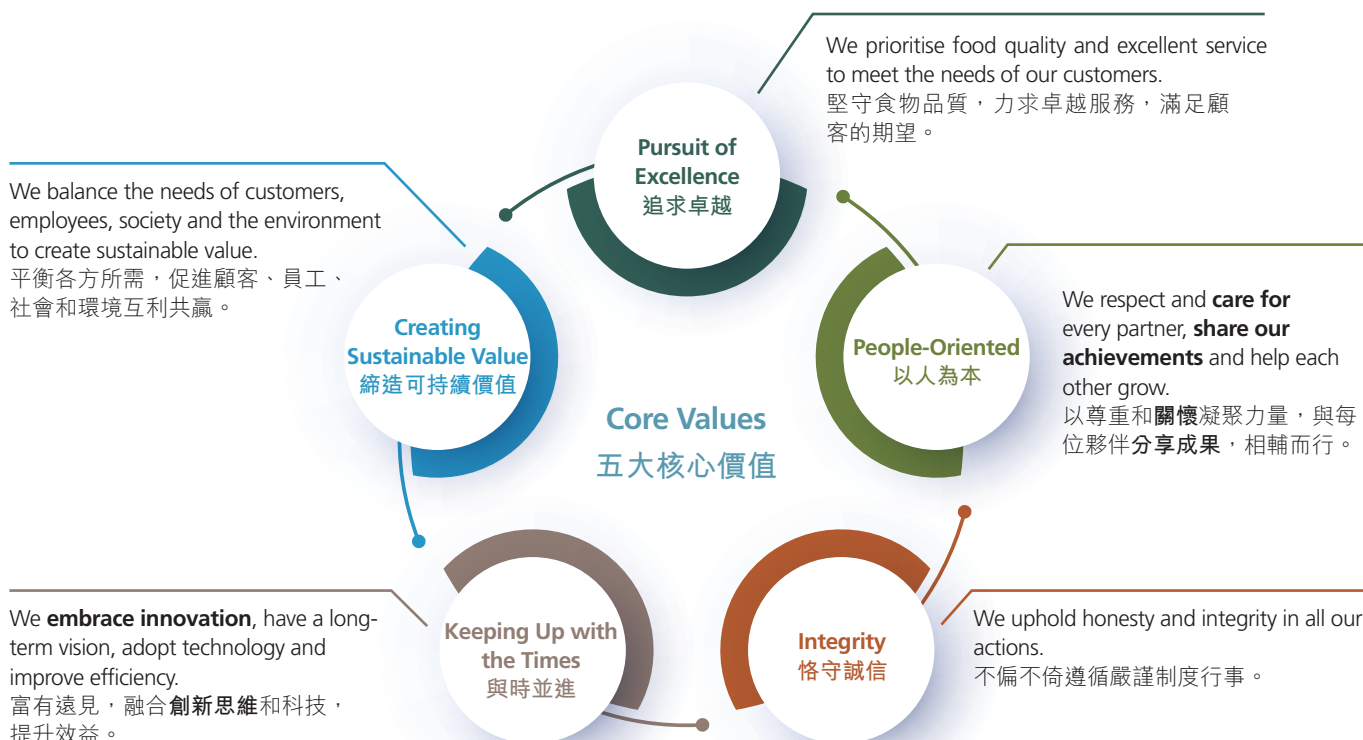 We prioritise food quality and excellent service
to meet the needs of our customers.
堅守食物品質，力求卓越服務，滿足顧
客的期望。
Pursuit of
Excellence
追求卓越
We balance the needs of customers,
employees, society and the environment
to create sustainable value.
平衡各方所需，促進顧客、員工、
社會和環境互利共贏。
Creating
Sustainable Value
締造可持續價值
People-Oriented
以人為本
We respect and care for
every partner, share our
achievements and help each
other grow.
以尊重和關懷凝聚力量，與每
位夥伴分享成果，相輔而行。
Core Values
五大核心價值
We embrace innovation, have a long-
term vision, adopt technology and
improve efficiency.
富有遠見，融合創新思維和科技，
提升效益。
Keeping Up with
the Times
與時並進
Integrity
恪守誠信
We uphold honesty and integrity in all our
actions.
不偏不倚遵循嚴謹制度行事。